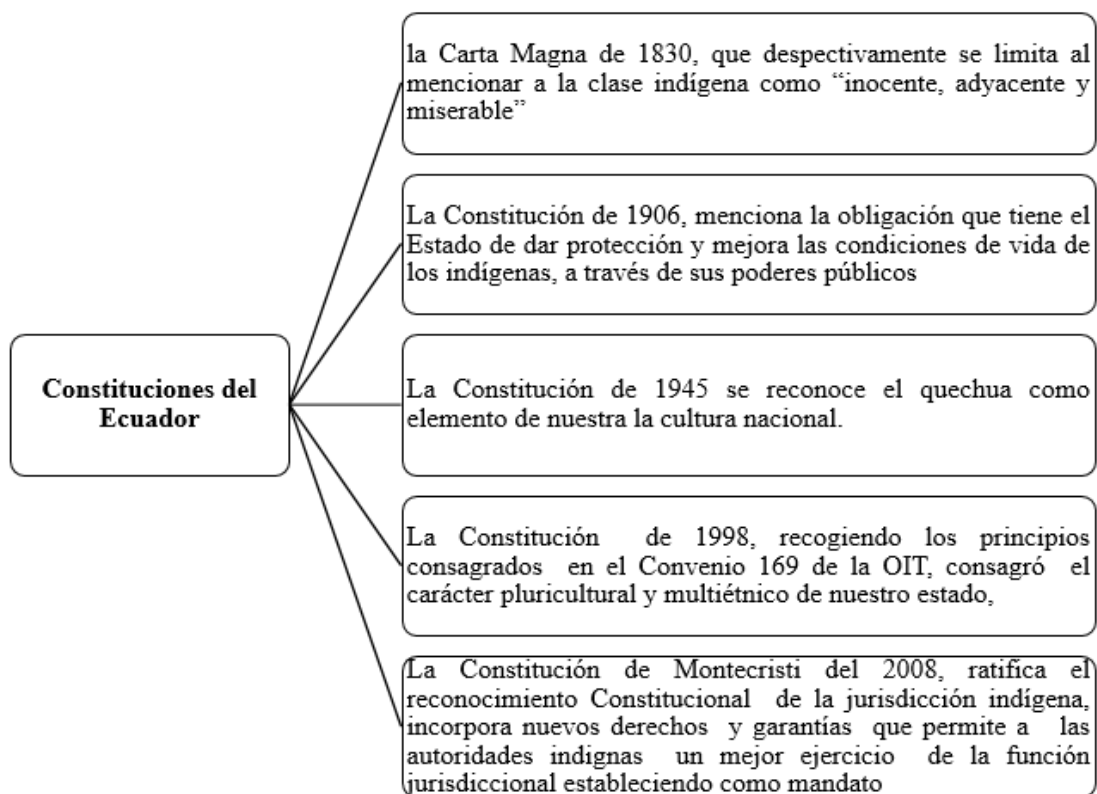 la Carta Magna de 1830, que despectivamente se limita al
mencionar a la clase indígena como “inocente, adyacente y
miserable”
La Constitución de 1906, menciona la obligación que tiene el
Estado de dar protección y mejora las condiciones de vida de
los indígenas, a través de sus poderes públicos
Constituciones del
Ecuador
La Constitución de 1945 se reconoce el quechua como
elemento de nuestra la cultura nacional.
La Constitución de 1998, recogiendo los principios
consagrados en el Convenio 169 de la OIT, consagró el
carácter pluricultural y multiétnico de nuestro estado,
La Constitución de Montecristi del 2008, ratifica el
reconocimiento Constitucional de la jurisdicción indígena,
incorpora nuevos derechos y garantías que permite a las
autoridades indignas un mejor ejercicio de la función
jurisdiccional estableciendo como mandato